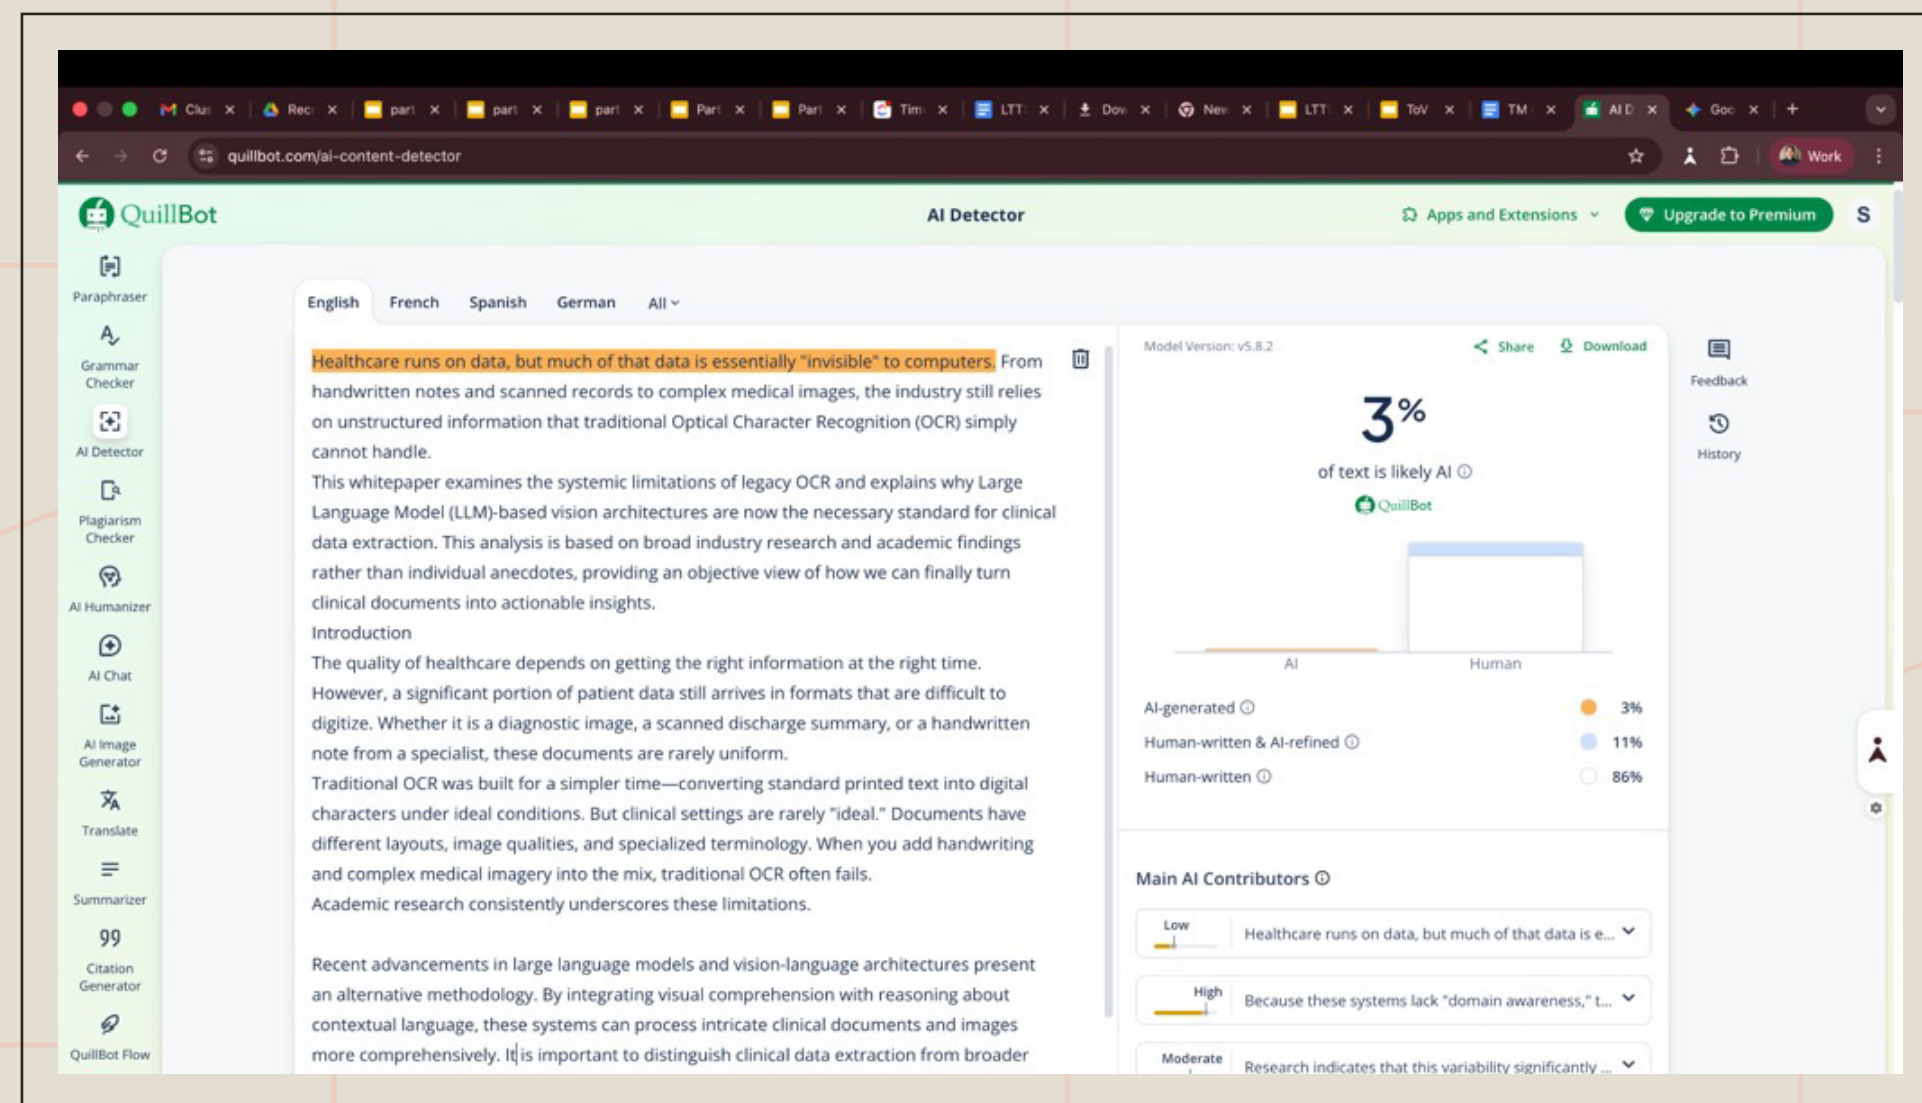 Clus
Rec
part
part
part
Part
Part
Tim
LTT
Dow
New
LTT
ToV
TM
AI D
Goo
quillbot.com/ai-content-detector
Work
QuillBot
AI Detector
Apps and Extensions
Upgrade to Premium
S
Paraphraser
Grammar
Checker
AI Detector
Plagiarism
Checker
AI Humanizer
AI Chat
AI Image
Generator
Translate
Summarizer
Citation
Generator
QuillBot Flow
English French Spanish German All
Healthcare runs on data, but much of that data is essentially "invisible" to computers. From
handwritten notes and scanned records to complex medical images, the industry still relies
on unstructured information that traditional Optical Character Recognition (OCR) simply
cannot handle.
This whitepaper examines the systemic limitations of legacy OCR and explains why Large
Language Model (LLM)-based vision architectures are now the necessary standard for clinical
data extraction. This analysis is based on broad industry research and academic findings
rather than individual anecdotes, providing an objective view of how we can finally turn
clinical documents into actionable insights.
Introduction
The quality of healthcare depends on getting the right information at the right time.
However, a significant portion of patient data still arrives in formats that are difficult to
digitize. Whether it is a diagnostic image, a scanned discharge summary, or a handwritten
note from a specialist, these documents are rarely uniform.
Traditional OCR was built for a simpler time—converting standard printed text into digital
characters under ideal conditions. But clinical settings are rarely "ideal." Documents have
different layouts, image qualities, and specialized terminology. When you add handwriting
and complex medical imagery into the mix, traditional OCR often fails.
Academic research consistently underscores these limitations.
Recent advancements in large language models and vision-language architectures present
an alternative methodology. By integrating visual comprehension with reasoning about
contextual language, these systems can process intricate clinical documents and images
more comprehensively. It is important to distinguish clinical data extraction from broader
Model Version: v5.8.2
Share
Download
3%
of text is likely AI
QuillBot
AI
Human
AI-generated 3%
Human-written & AI-refined 11%
Human-written 86%
Main AI Contributors
Low
Healthcare runs on data, but much of that data is e...
High
Because these systems lack "domain awareness," t...
Moderate
Research indicates that this variability significantly ...
Feedback
History